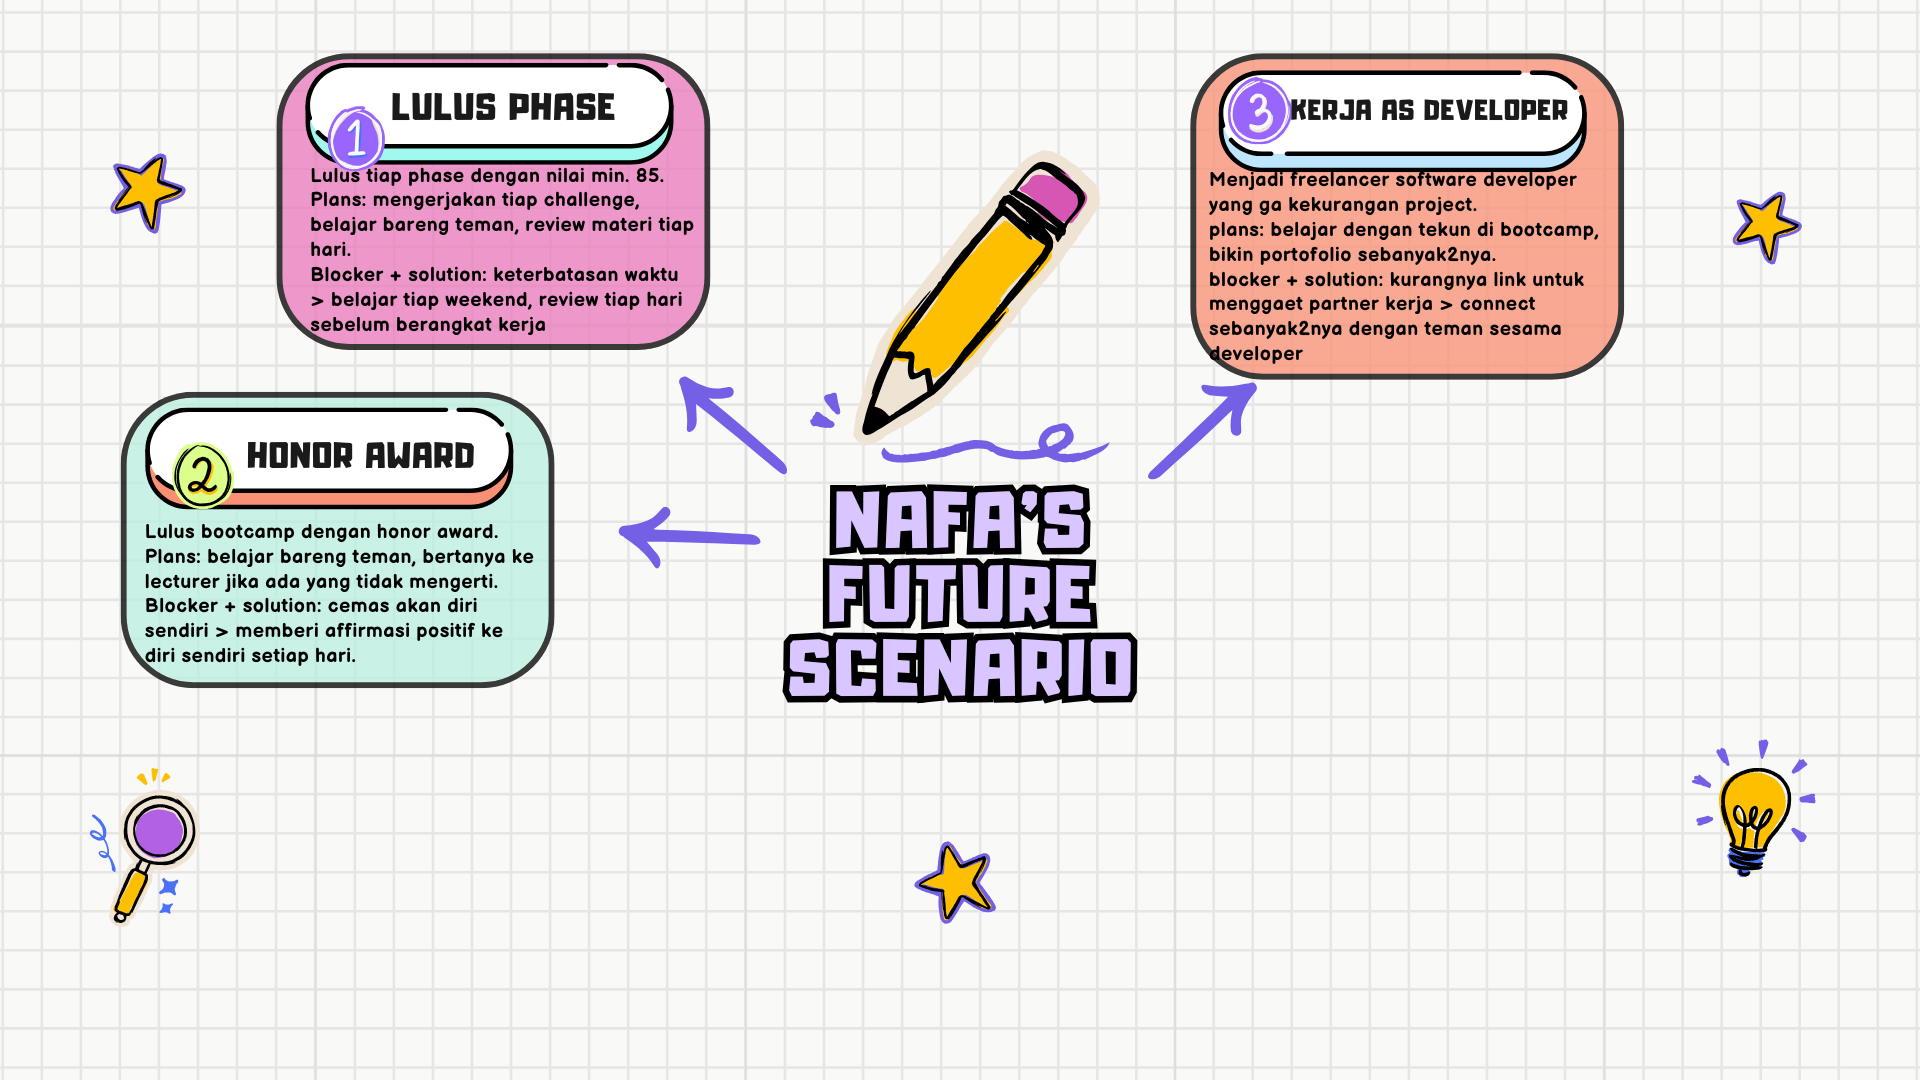 LULUS PHASE
1
Lulus tiap phase dengan nilai min. 85.
Plans: mengerjakan tiap challenge,
belajar bareng teman, review materi tiap
hari.
Blocker + solution: keterbatasan waktu
> belajar tiap weekend, review tiap hari
sebelum berangkat kerja
HONOR AWARD
2
Lulus bootcamp dengan honor award.
Plans: belajar bareng teman, bertanya ke
lecturer jika ada yang tidak mengerti.
Blocker + solution: cemas akan diri
sendiri > memberi affirmasi positif ke
diri sendiri setiap hari.
3
KERJA AS DEVELOPER
Menjadi freelancer software developer
yang ga kekurangan project.
plans: belajar dengan tekun di bootcamp,
bikin portofolio sebanyak2nya.
blocker + solution: kurangnya link untuk
menggaet partner kerja > connect
sebanyak2nya dengan teman sesama
developer
NAFA'S
FUTURE
SCENARIO